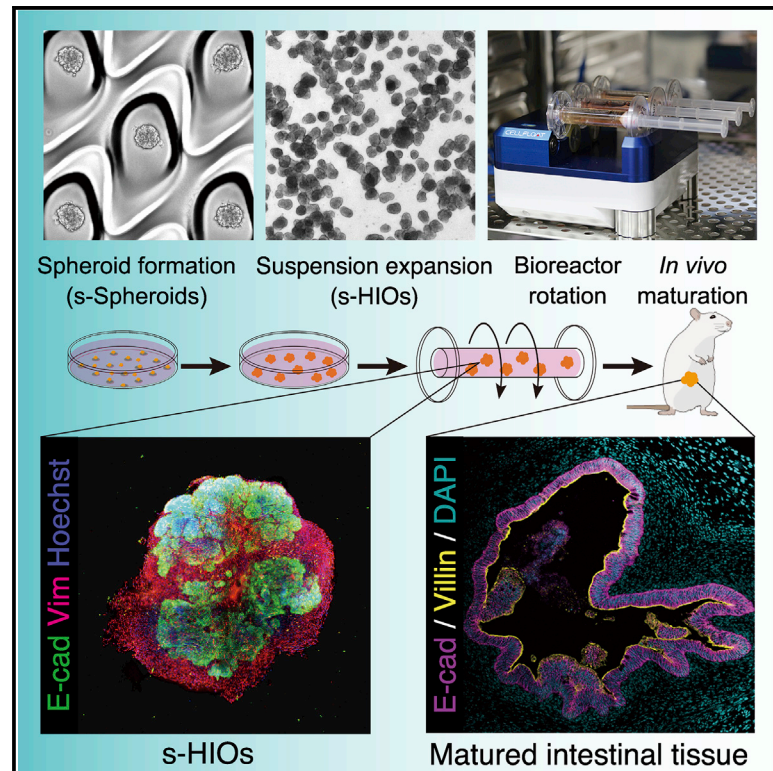 CELLFLOAT
Spheroid formation
(s-Spheroids)
Suspension expansion
(s-HIOs)
Bioreactor
rotation
In vivo
maturation
E-cad Vim Hoechst
E-cad / Villin / DAPI
s-HIOs
Matured intestinal tissue